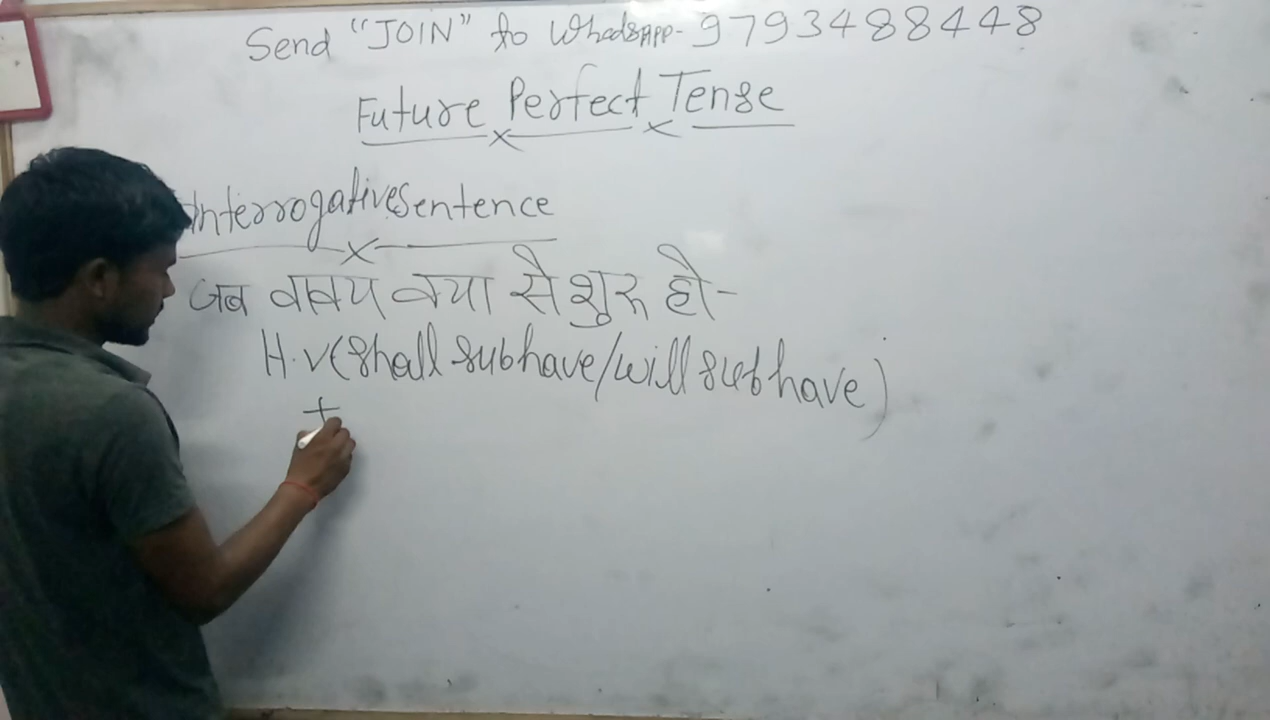 Send "JOIN" to WhatsAPP-9793488448
Future Perfect Tense
Interrogative Sentence
जब वाक्य क्या से शुरू हो-
H.V(Shall sub have/will sub have)
+